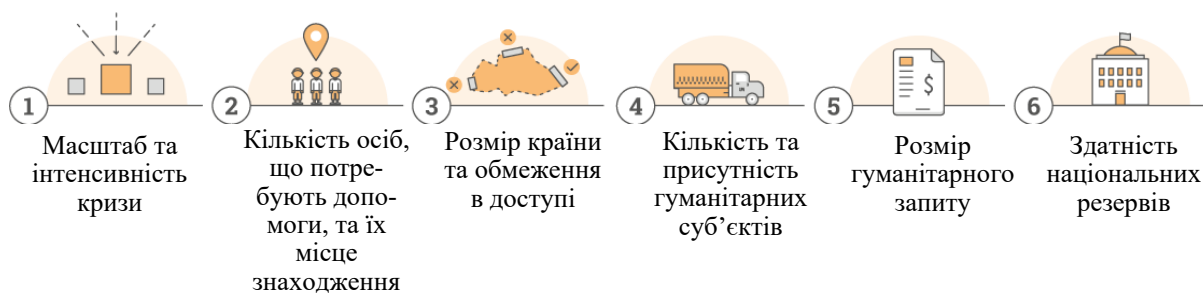 1
Масштаб та
інтенсивність
кризи
2
Кількість осіб,
що потре-
бують допо-
моги, та їх
місце
знаходження
3
Розмір країни
та обмеження
в доступі
4
Кількість та
присутність
гуманітарних
суб’єктів
5
$
Розмір
гуманітарного
запиту
6
Здатність
національних
резервів